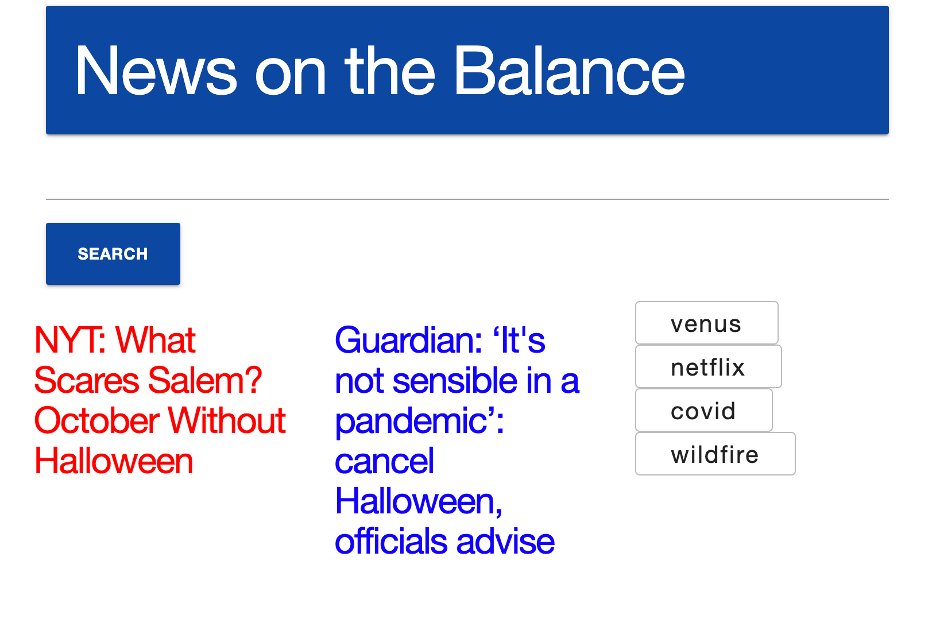 News on the Balance
SEARCH
NYT: What
Scares Salem?
October Without
Halloween
Guardian: ‘It's
not sensible in a
pandemic’:
cancel
Halloween,
officials advise
venus
netflix
covid
wildfire